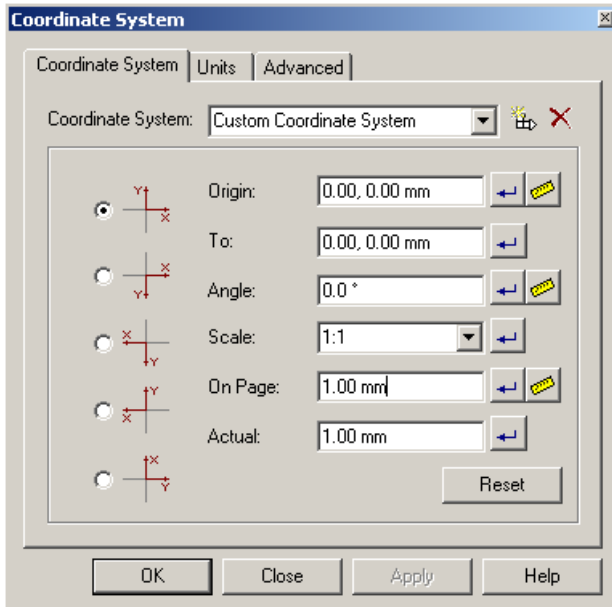 Coordinate System
Coordinate System Units Advanced
Coordinate System: Custom Coordinate System
Y
X
Origin: 0.00, 0.00 mm
To: 0.00, 0.00 mm
X
Y
Angle: 0.0 °
X
Y
Scale: 1:1
Y
X
On Page: 1.00 mm
Actual: 1.00 mm
X
Y
Reset
OK Close Apply Help